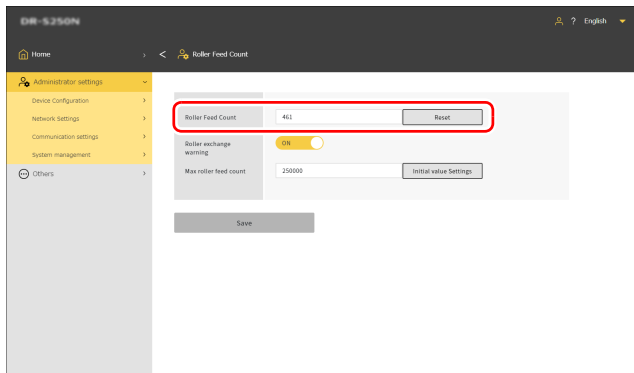 DR-S250N
? English
Home
< Roller Feed Count
Administrator settings
Device Configuration
Network Settings
Communication settings
System management
Others
Roller Feed Count 461 Reset
Roller exchange
warning
ON
Max roller feed count 250000 Initial value Settings
Save